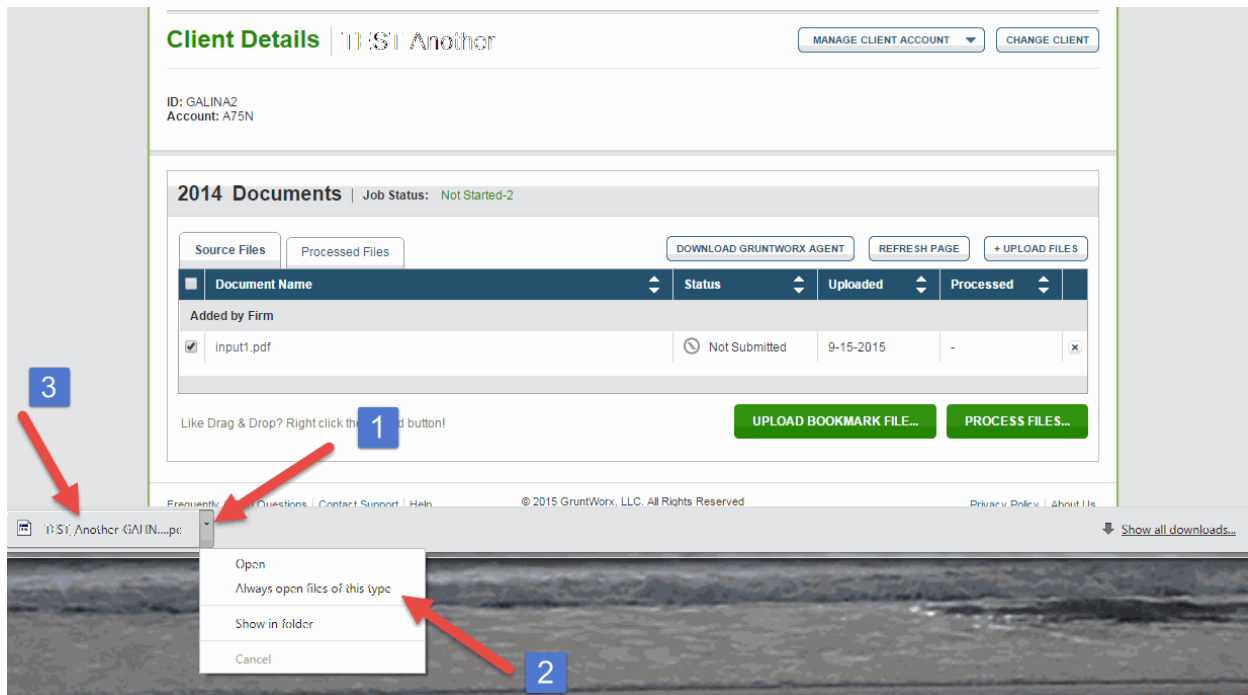 Client Details | TEST Another
MANAGE CLIENT ACCOUNT
CHANGE CLIENT
ID: GALINA2
Account: A75N
2014 Documents | Job Status: Not Started-2
Source Files
Processed Files
DOWNLOAD GRUNTWORX AGENT
REFRESH PAGE
+ UPLOAD FILES
Document Name
Status
Uploaded
Processed
Added by Firm
input1.pdf
Not Submitted
9-15-2015
-
3
Like Drag & Drop? Right click the d button!
1
UPLOAD BOOKMARK FILE...
PROCESS FILES...
Frequently Questions | Contact Support | Help
© 2015 GruntWorx, LLC. All Rights Reserved
Privacy Policy | About Us
TEST_Another-GALIN....pc
Show all downloads...
Open
Always open files of this type
Show in folder
Cancel
2